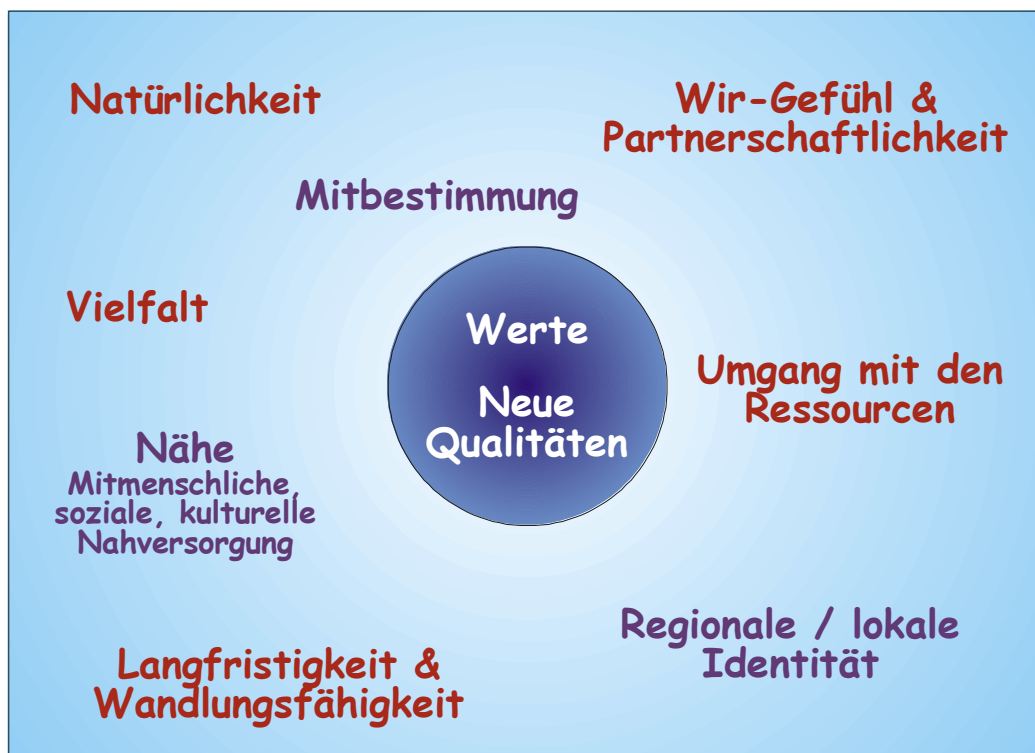 Natürlichkeit
Wir-Gefühl &
Partnerschaftlichkeit
Mitbestimmung
Vielfalt
Werte
Neue
Qualitäten
Umgang mit den
Ressourcen
Nähe
Mitmenschliche,
soziale, kulturelle
Nahversorgung
Regionale / lokale
Identität
Langfristigkeit &
Wandlungsfähigkeit